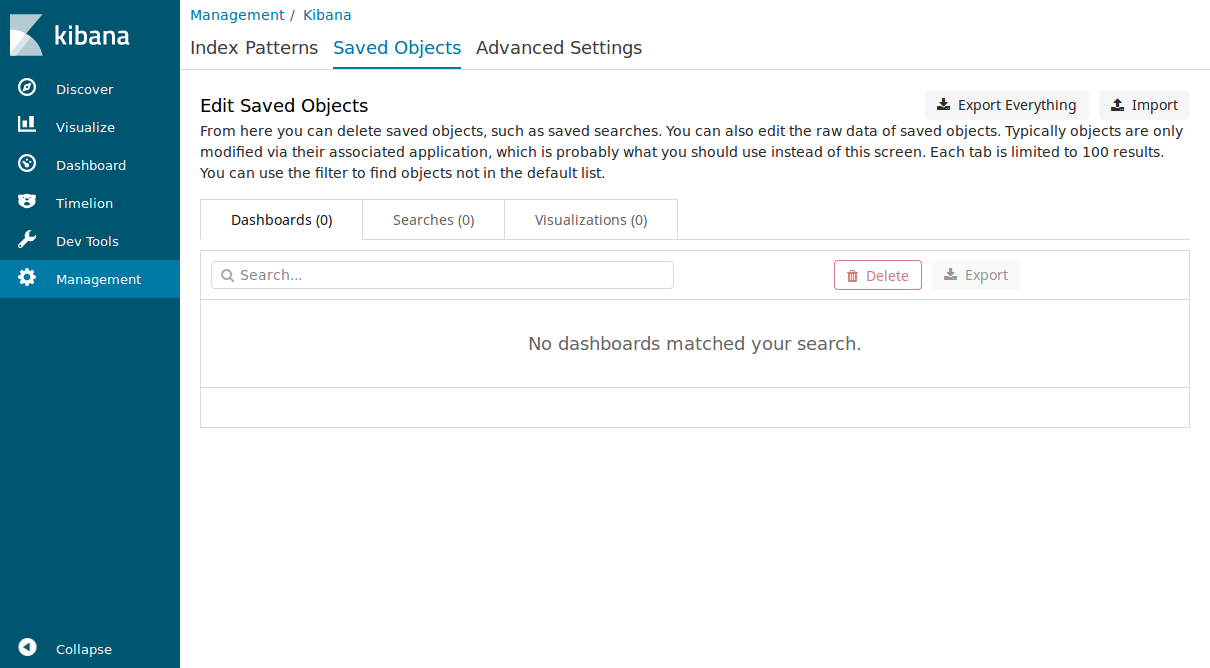 kibana
Discover
Visualize
Dashboard
Timelion
Dev Tools
Management
Collapse
Management / Kibana
Index Patterns Saved Objects Advanced Settings
Edit Saved Objects
Export Everything Import
From here you can delete saved objects, such as saved searches. You can also edit the raw data of saved objects. Typically objects are only
modified via their associated application, which is probably what you should use instead of this screen. Each tab is limited to 100 results.
You can use the filter to find objects not in the default list.
Dashboards (0) Searches (0) Visualizations (0)
Search... Delete Export
No dashboards matched your search.